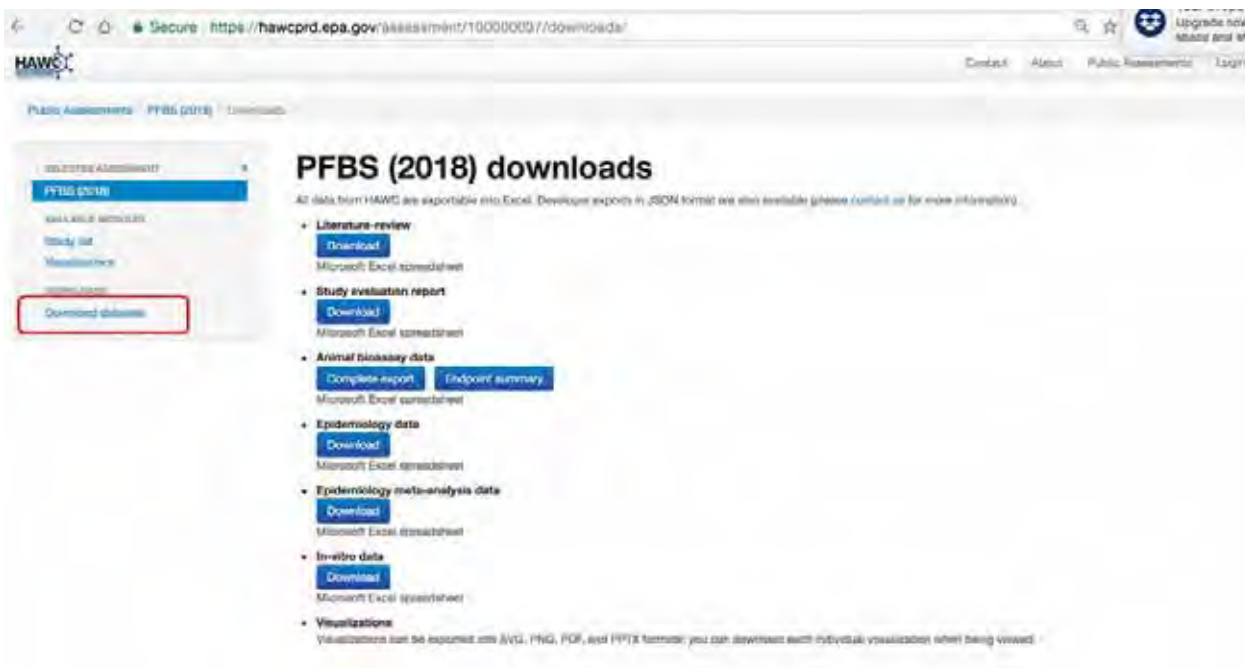 Secure https://hawcprd.epa.gov/assessment/100000037/downloads/
Upgrade now
space and
HAWC
Contact About Public Assessments Login
Public Assessments PFBS (2018) Downloads
SELECTED ASSESSMENT
PFBS (2018)
AVAILABLE MODULES
Study list
Visualizations
DOWNLOADS
Download datasets
PFBS (2018) downloads
All data from HAWC are exportable into Excel. Developer exports in JSON format are also available (please contact us for more information).
Literature-review
Download
Microsoft Excel spreadsheet
Study evaluation report
Download
Microsoft Excel spreadsheet
Animal bioassay data
Complete export Endpoint summary
Microsoft Excel spreadsheet
Epidemiology data
Download
Microsoft Excel spreadsheet
Epidemiology meta-analysis data
Download
Microsoft Excel spreadsheet
In-vitro data
Download
Microsoft Excel spreadsheet
Visualizations
Visualizations can be exported into SVG, PNG, PDF, and PPTX formats; you can download each individual visualization when being viewed.